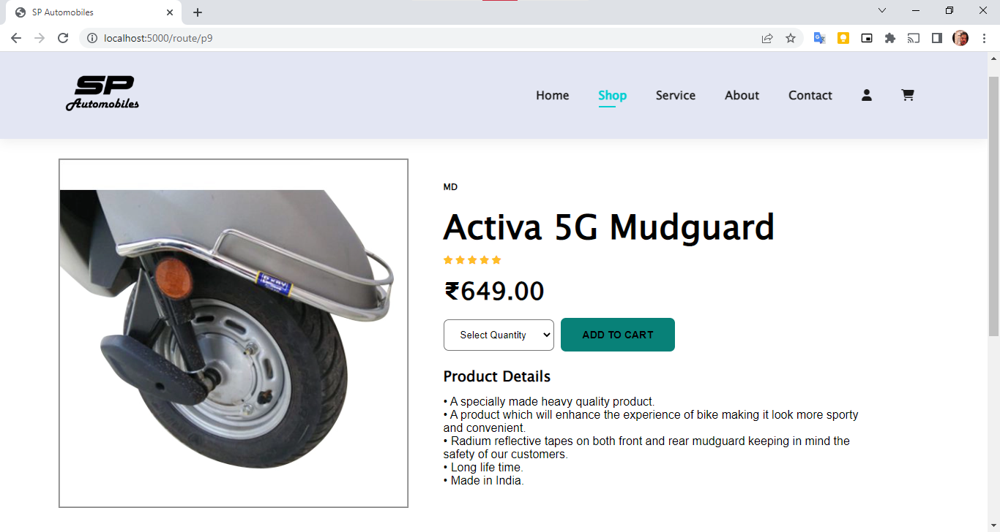 SP Automobiles
localhost:5000/route/p9
SP
Automobiles
Home
Shop
Service
About
Contact
MD
Activa 5G Mudguard
₹649.00
Select Quantity
ADD TO CART
Product Details
• A specially made heavy quality product.
• A product which will enhance the experience of bike making it look more sporty
and convenient.
• Radium reflective tapes on both front and rear mudguard keeping in mind the
safety of our customers.
• Long life time.
• Made in India.